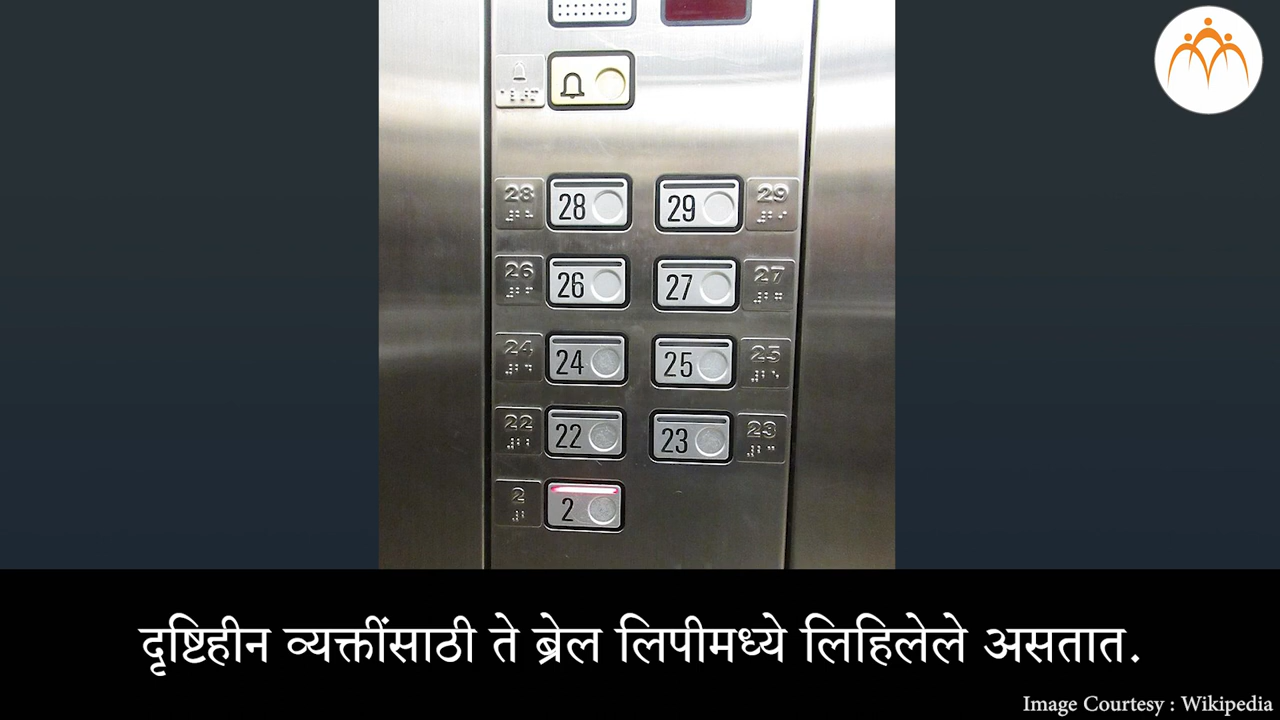 28 28 29 29
26 26 27 27
24 24 25 25
22 22 23 23
2 2
दृष्टिहीन व्यक्तींसाठी ते ब्रेल लिपीमध्ये लिहिलेले असतात.
Image Courtesy : Wikipedia